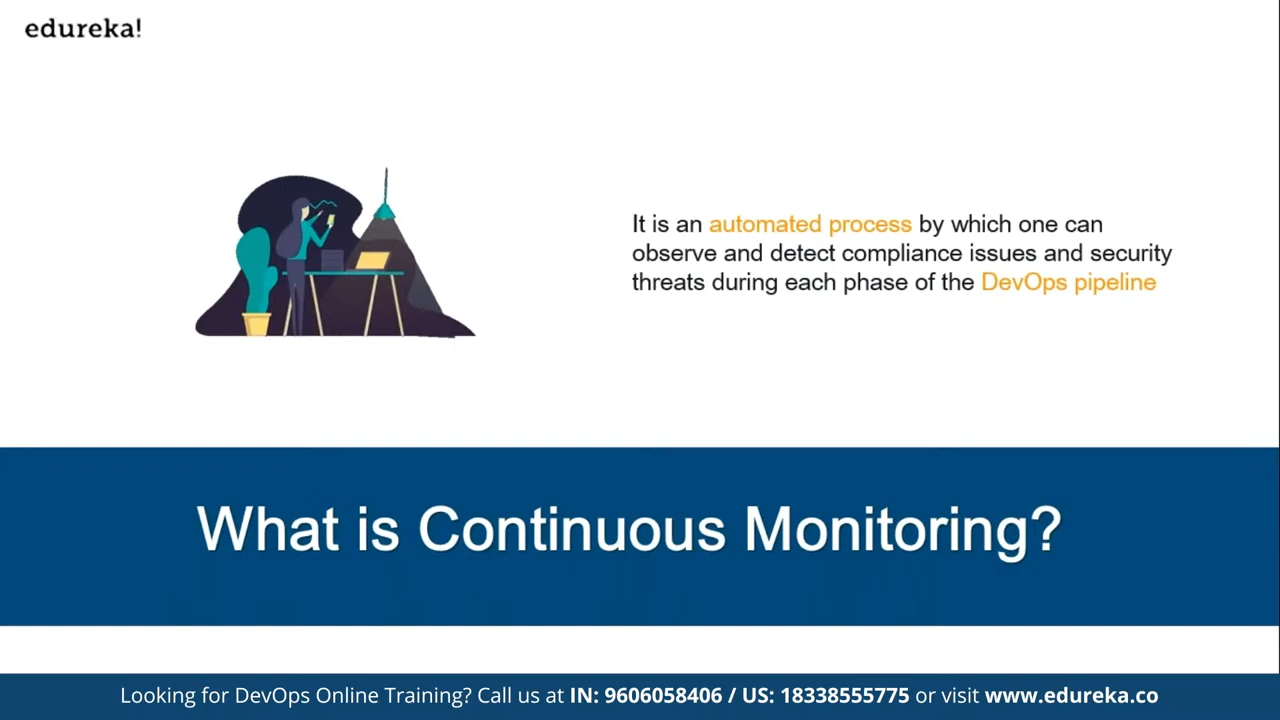 edureka!
It is an automated process by which one can
observe and detect compliance issues and security
threats during each phase of the DevOps pipeline
What is Continuous Monitoring?
Looking for DevOps Online Training? Call us at IN: 9606058406 / US: 18338555775 or visit www.edureka.co